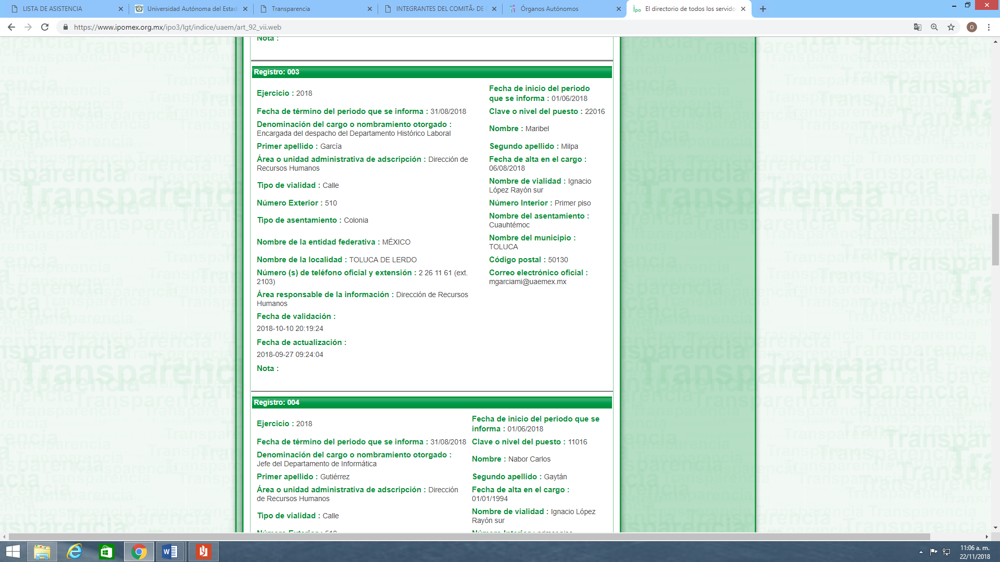 LISTA DE ASISTENCIA
Universidad Autónoma del Estad
Transparencia
INTEGRANTES DEL COMITÃ› DE
Órganos Autónomos
El directorio de todos los servido
https://www.ipomex.org.mx/ipo3/lgt/indice/uaem/art_92_vii.web
O
Nota :
Registro: 003
Ejercicio : 2018
Fecha de inicio del periodo
que se informa : 01/06/2018
Fecha de término del periodo que se informa : 31/08/2018
Clave o nivel del puesto : 22016
Denominación del cargo o nombramiento otorgado :
Encargada del despacho del Departamento Histórico Laboral
Nombre : Maribel
Primer apellido : García
Segundo apellido : Milpa
Área o unidad administrativa de adscripción : Dirección de
Recursos Humanos
Fecha de alta en el cargo :
06/08/2018
Tipo de vialidad : Calle
Nombre de vialidad : Ignacio
López Rayón sur
Número Exterior : 510
Número Interior : Primer piso
Tipo de asentamiento : Colonia
Nombre del asentamiento :
Cuauhtémoc
Nombre de la entidad federativa : MÉXICO
Nombre del municipio :
TOLUCA
Nombre de la localidad : TOLUCA DE LERDO
Código postal : 50130
Número (s) de teléfono oficial y extensión : 2 26 11 61 (ext.
2103)
Correo electrónico oficial :
mgarciami@uaemex.mx
Área responsable de la información : Dirección de Recursos
Humanos
Fecha de validación :
2018-10-10 20:19:24
Fecha de actualización :
2018-09-27 09:24:04
Nota :
Registro: 004
Ejercicio : 2018
Fecha de inicio del periodo que se
informa : 01/06/2018
Fecha de término del periodo que se informa : 31/08/2018
Clave o nivel del puesto : 11016
Denominación del cargo o nombramiento otorgado :
Jefe del Departamento de Informática
Nombre : Nabor Carlos
Primer apellido : Gutiérrez
Segundo apellido : Gaytán
Área o unidad administrativa de adscripción : Dirección
de Recursos Humanos
Fecha de alta en el cargo :
01/01/1994
Tipo de vialidad : Calle
Nombre de vialidad : Ignacio López
Rayón sur
Número Exterior : 510
Número Interior : primer piso
11:06 a. m.
22/11/2018